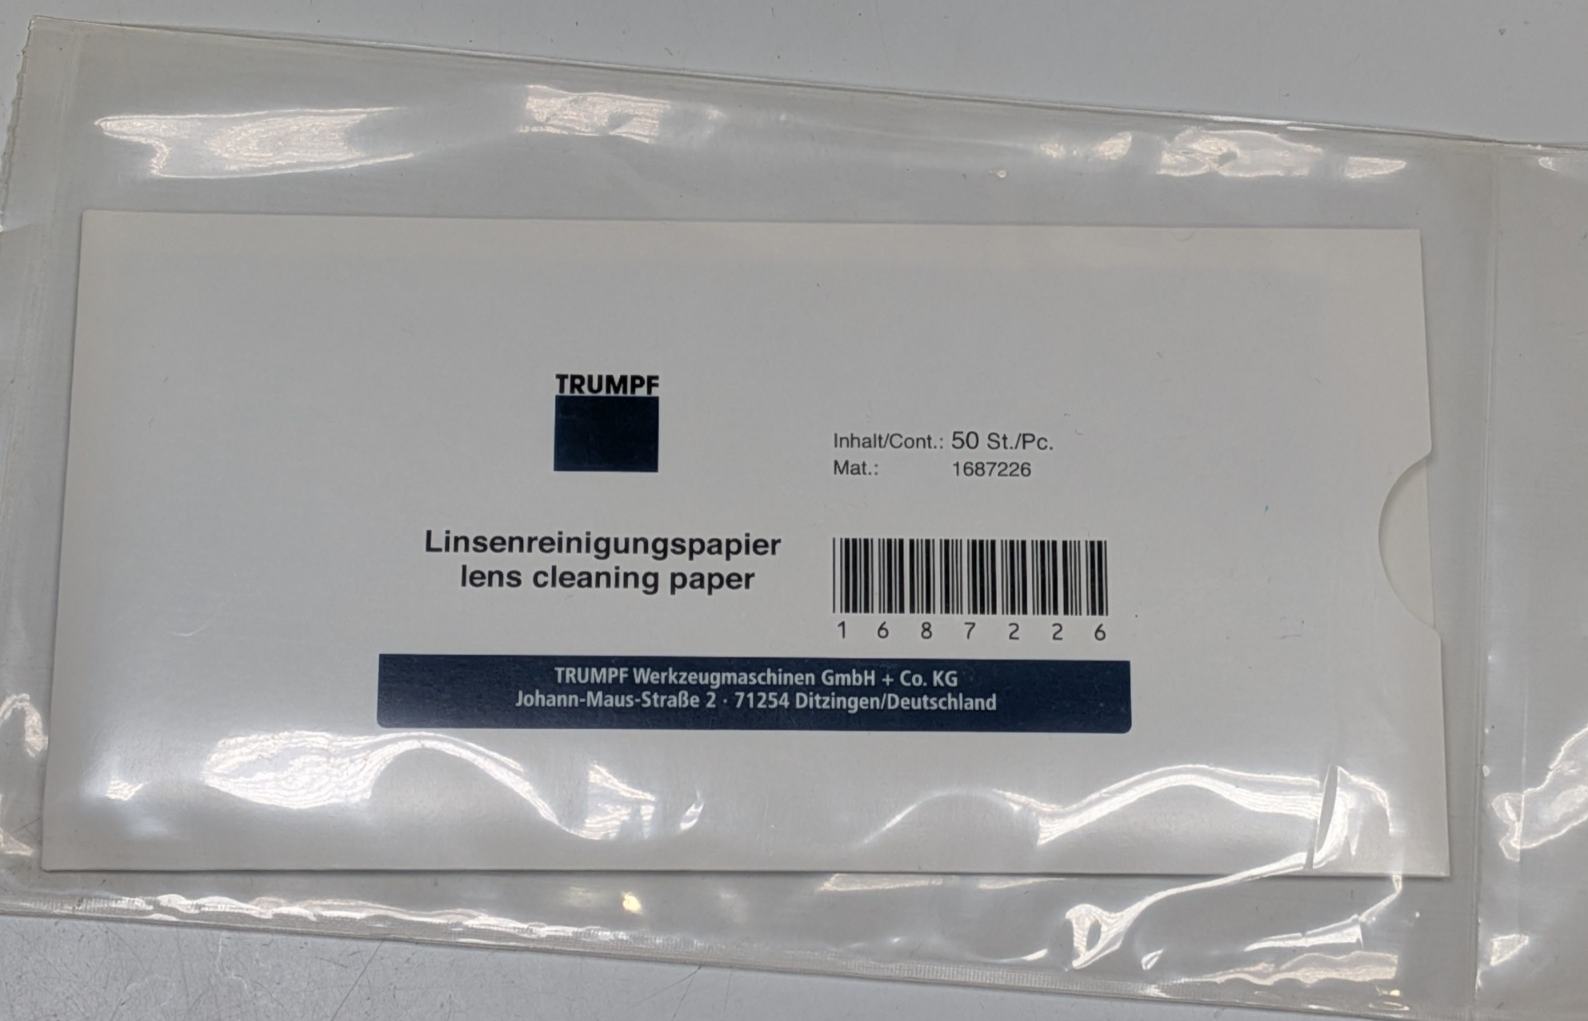 TRUMPF
Inhalt/Cont.: 50 St./Pc.
Mat.: 1687226
Linsenreinigungspapier
lens cleaning paper
1 6 8 7 2 2 6
TRUMPF Werkzeugmaschinen GmbH + Co. KG
Johann-Maus-Straße 2 · 71254 Ditzingen/Deutschland